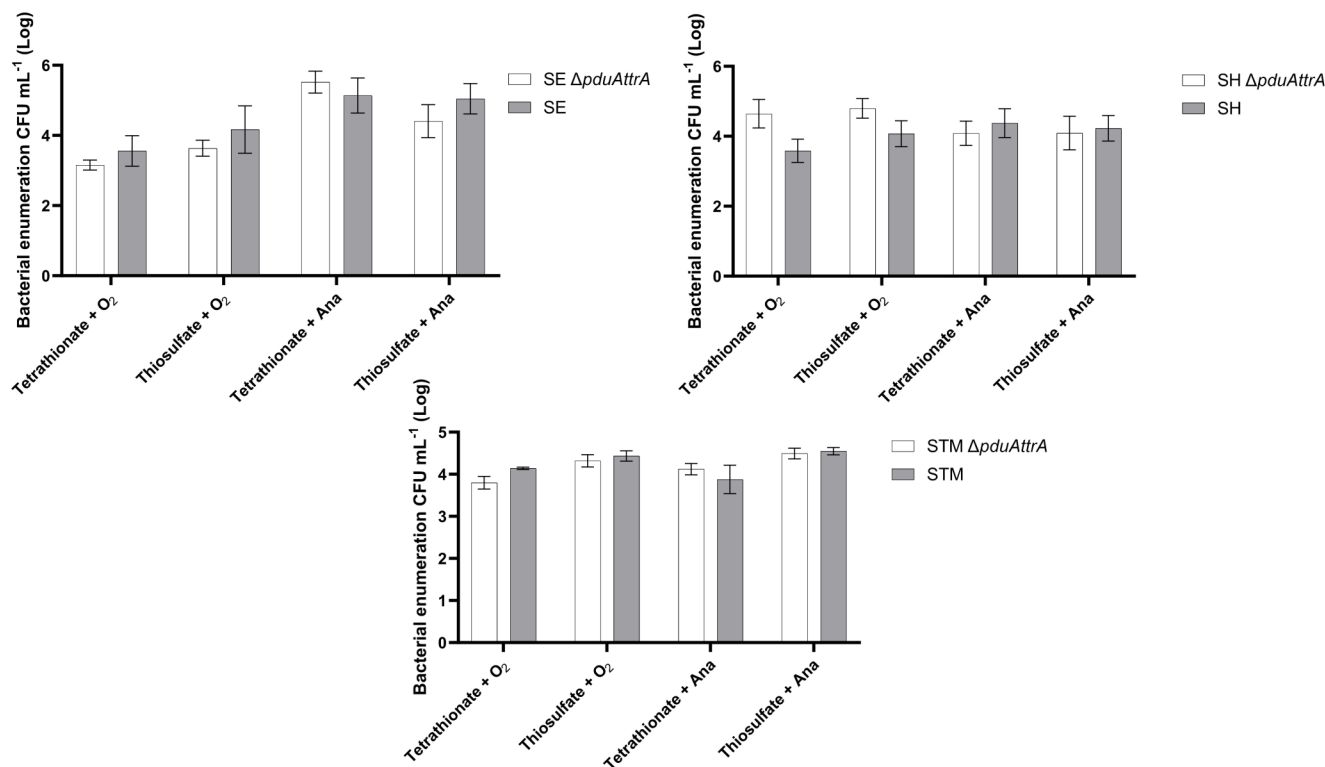 Bacterial enumeration CFU mL⁻¹ (Log)
6
4
2
0
Tetrathionate + O₂
Thiosulfate + O₂
Tetrathionate + Ana
Thiosulfate + Ana
SE ΔpduAttrA
SE
Bacterial enumeration CFU mL⁻¹ (Log)
6
4
2
0
Tetrathionate + O₂
Thiosulfate + O₂
Tetrathionate + Ana
Thiosulfate + Ana
SH ΔpduAttrA
SH
Bacterial enumeration CFU mL⁻¹ (Log)
5
4
3
2
1
0
Tetrathionate + O₂
Thiosulfate + O₂
Tetrathionate + Ana
Thiosulfate + Ana
STM ΔpduAttrA
STM